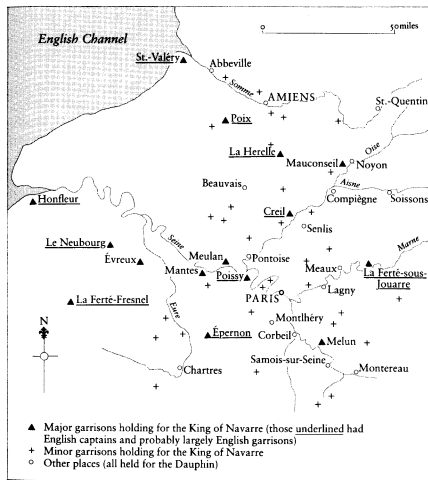 0
50 miles
English Channel
St.-Valéry
Abbeville
Somme
AMIENS
St.-Quentin
Poix
Oise
La Herelle
Mauconseil
Noyon
Aisne
Beauvais
Compiègne
Soissons
Honfleur
Creil
Senlis
Le Neubourg
Seine
Marne
Évreux
Meulan
Pontoise
Meaux
Mantes
Poissy
La Ferté-sous-
Jouarre
PARIS
Lagny
La Ferté-Fresnel
Eure
Montlhéry
N
Épernon
Corbeil
Melun
Samois-sur-Seine
Chartres
Montereau
▲ Major garrisons holding for the King of Navarre (those underlined had
English captains and probably largely English garrisons)
+ Minor garrisons holding for the King of Navarre
○ Other places (all held for the Dauphin)